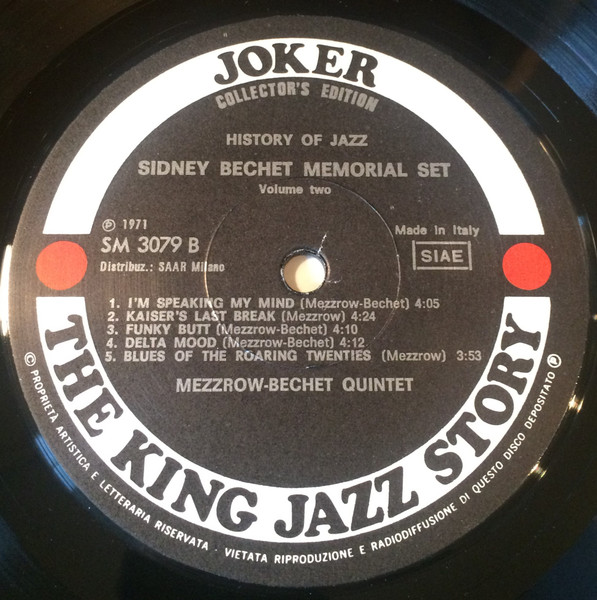 JOKER
COLLECTOR'S EDITION
HISTORY OF JAZZ
SIDNEY BECHET MEMORIAL SET
Volume two
℗ 1971
SM 3079 B
Distribuz.: SAAR Milano
Made in Italy
SIAE
1. I'M SPEAKING MY MIND (Mezzrow-Bechet) 4:05
2. KAISER'S LAST BREAK (Mezzrow) 4:24
3. FUNKY BUTT (Mezzrow-Bechet) 4:10
4. DELTA MOOD (Mezzrow-Bechet) 4:12
5. BLUES OF THE ROARING TWENTIES (Mezzrow) 3:53
MEZZROW-BECHET QUINTET
THE KING JAZZ STORY
© PROPRIETÀ ARTISTICA E LETTERARIA RISERVATA - VIETATA RIPRODUZIONE E RADIODIFFUSIONE DI QUESTO DISCO DEPOSITATO ℗